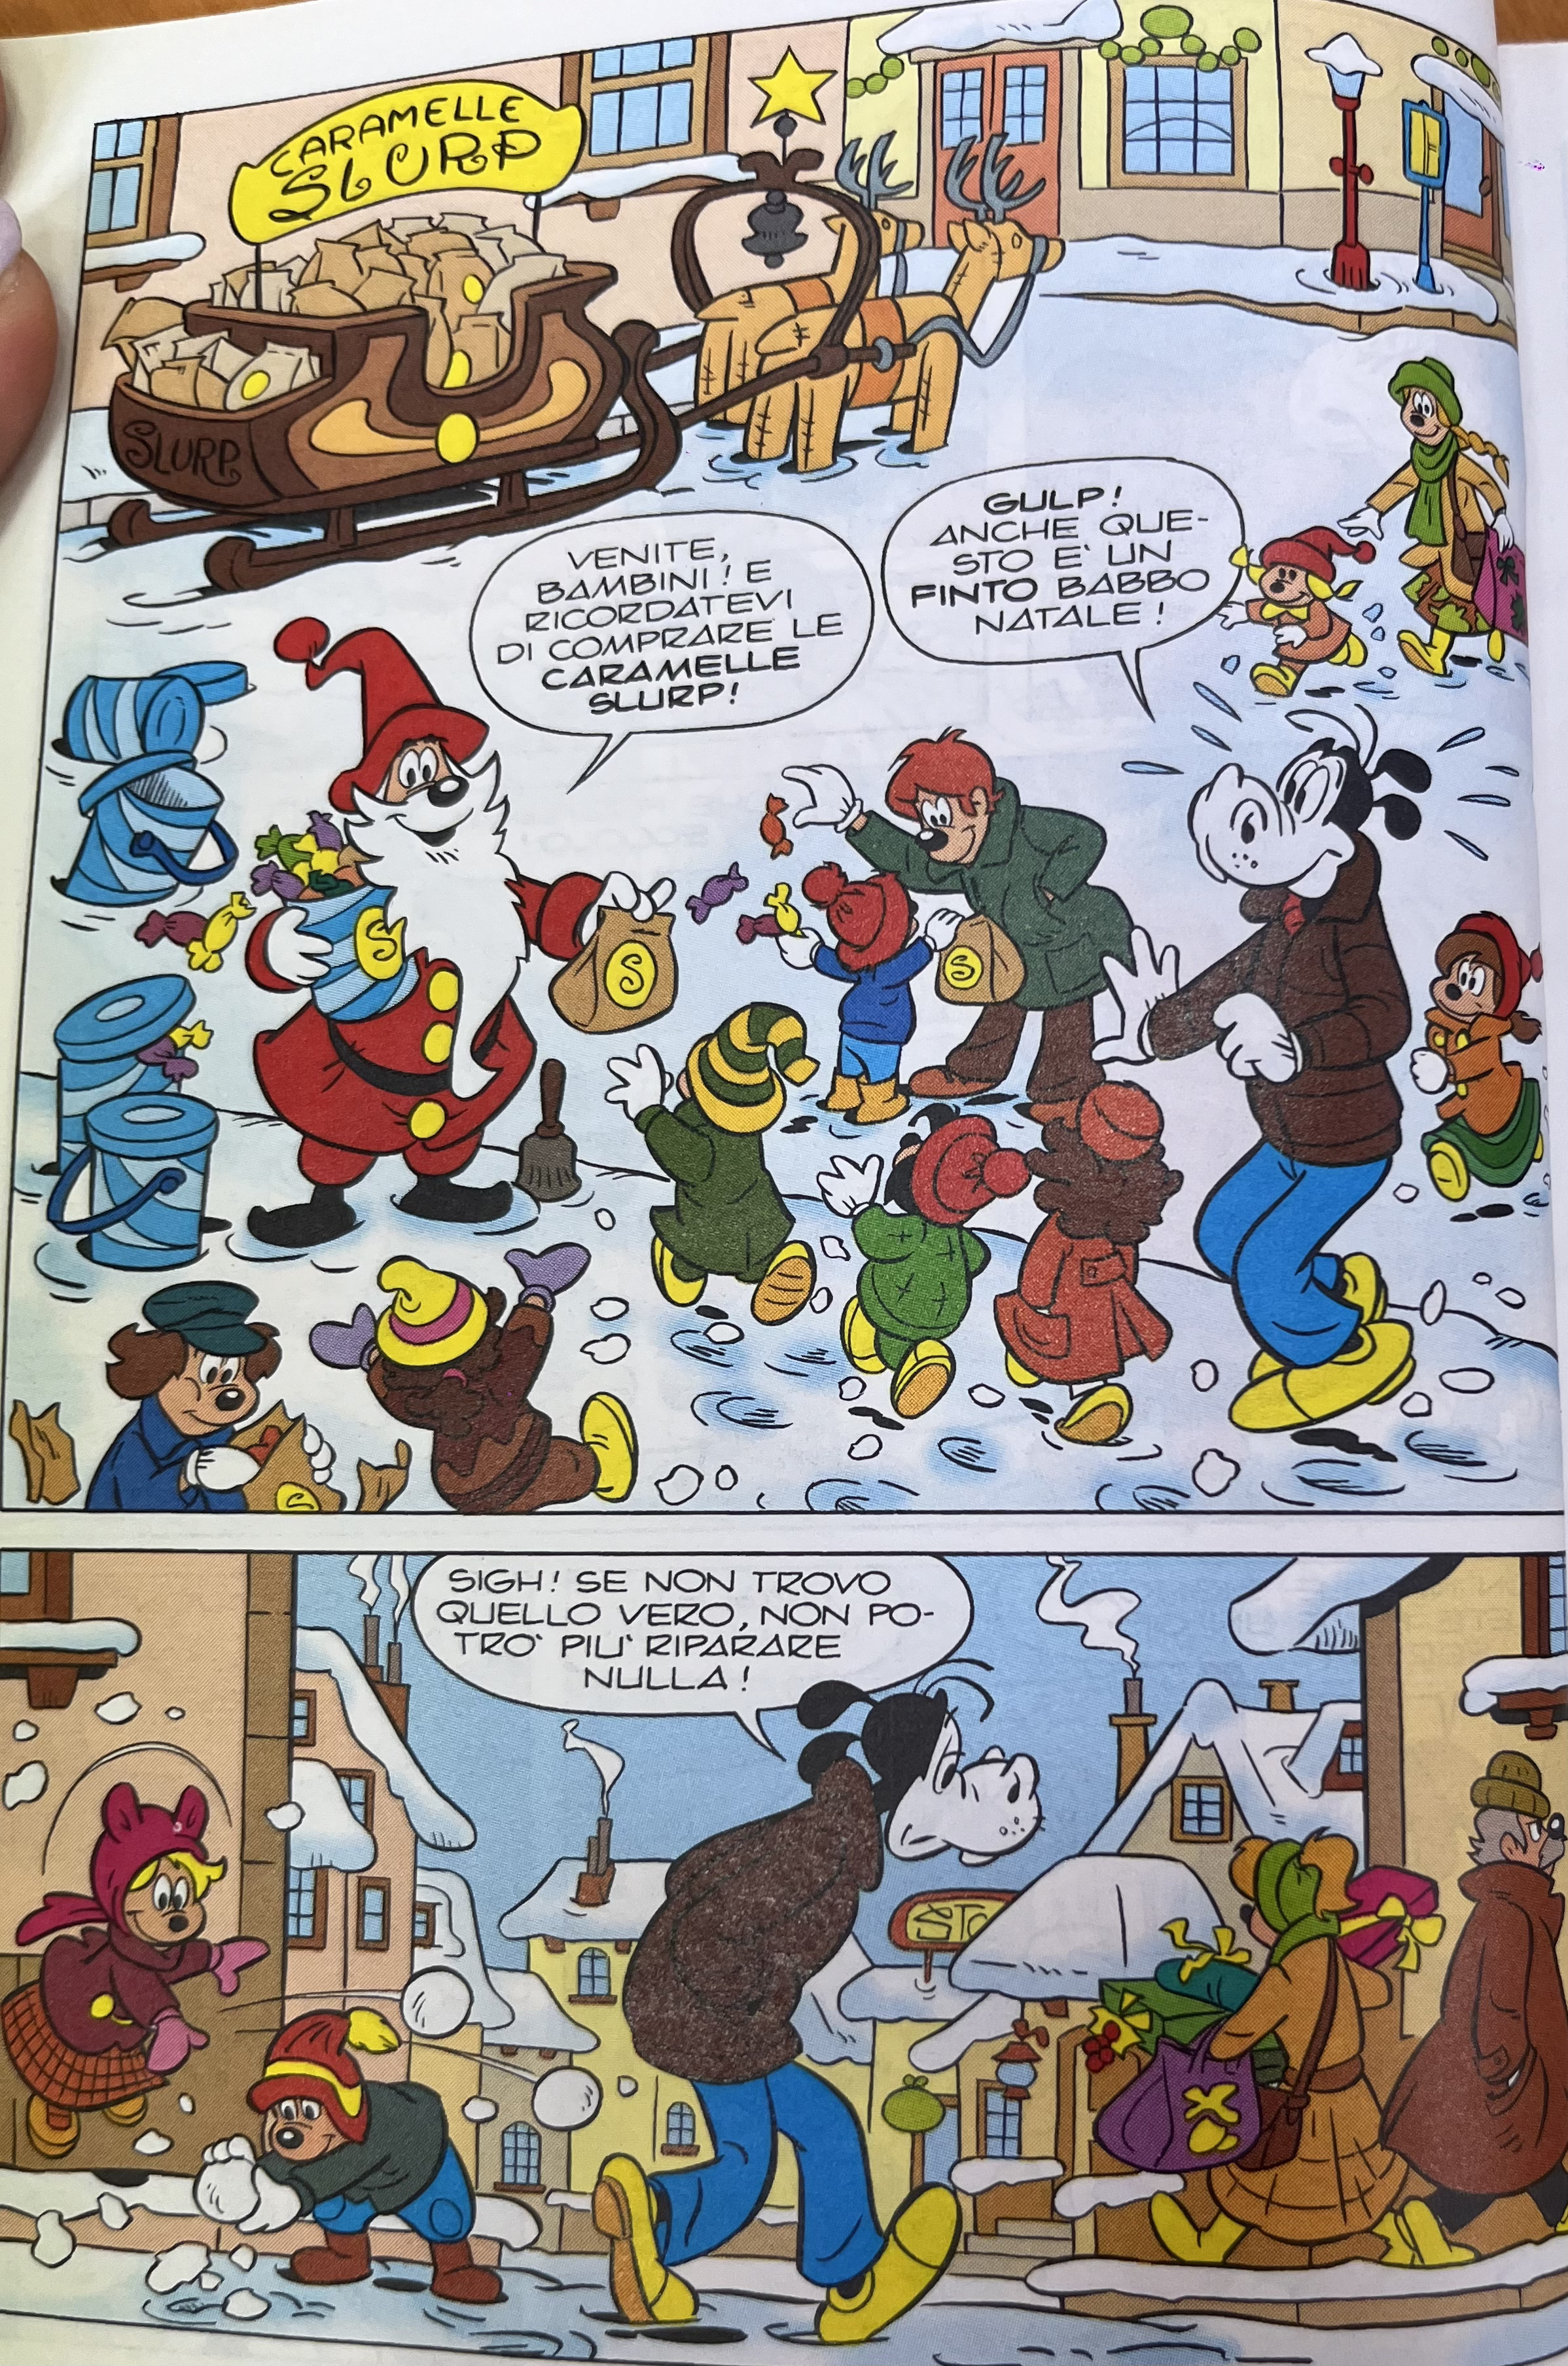 CARAMELLE
SLURP
SLURP
VENITE,
BAMBINI! E
RICORDATEVI
DI COMPRARE LE
CARAMELLE
SLURP!
GULP!
ANCHE QUE-
STO E' UN
FINTO BABBO
NATALE!
S
S
S
S
SIGH! SE NON TROVO
QUELLO VERO, NON PO-
TRO' PIU' RIPARARE
NULLA!
STO